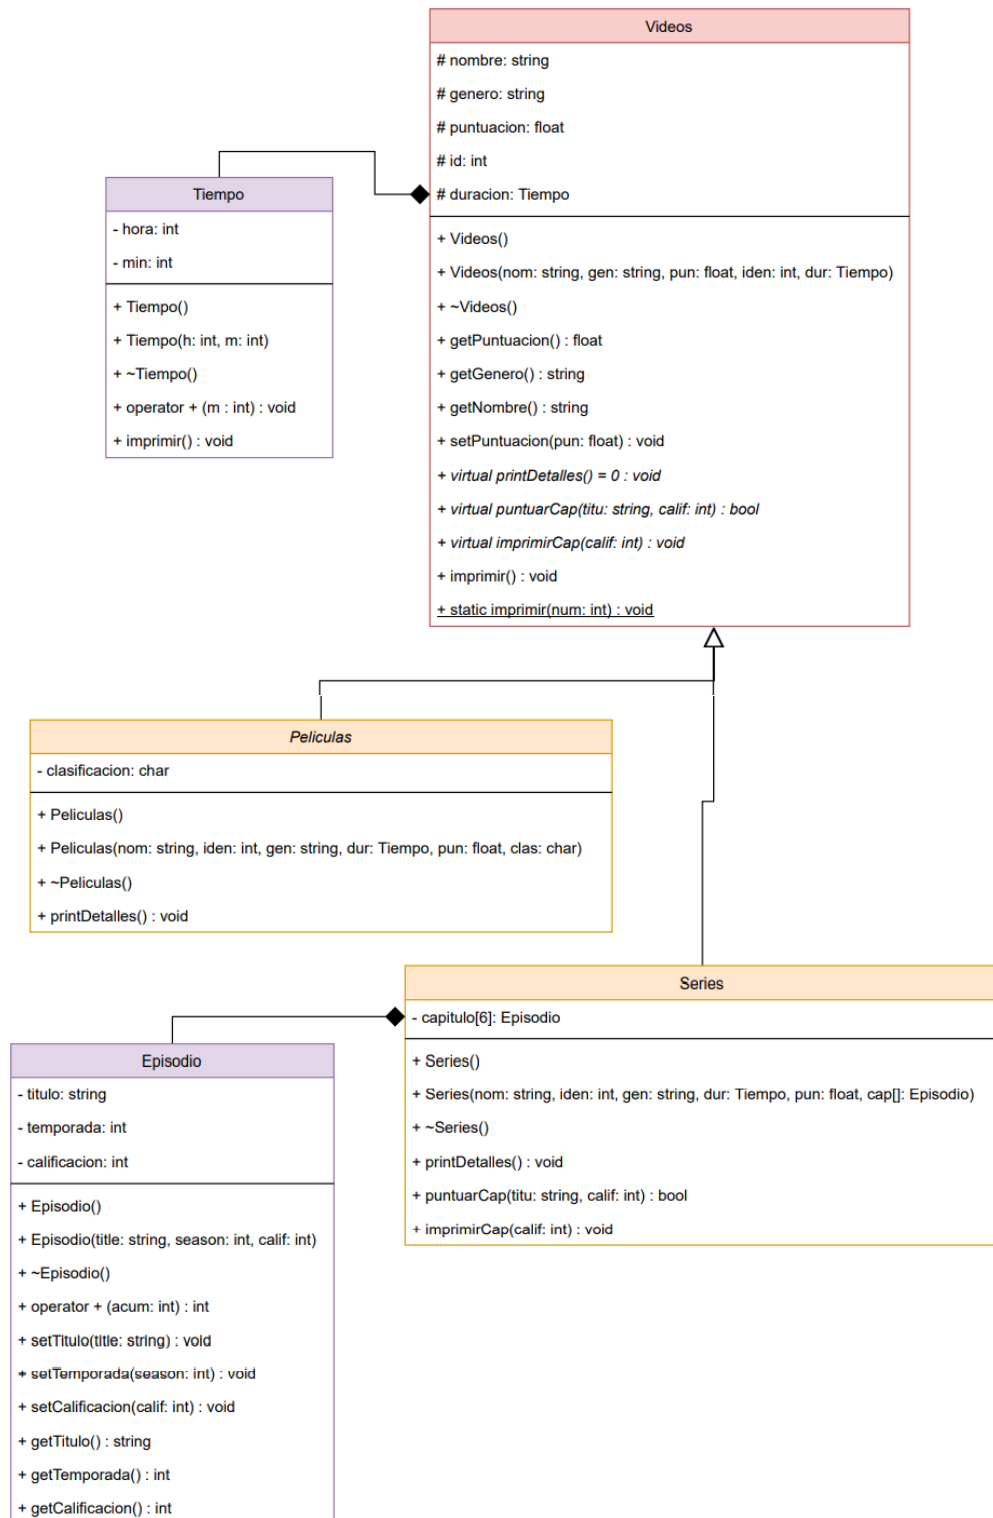 Videos
# nombre: string
# genero: string
# puntuacion: float
# id: int
# duracion: Tiempo
+ Videos()
+ Videos(nom: string, gen: string, pun: float, iden: int, dur: Tiempo)
+ ~Videos()
+ getPuntuacion() : float
+ getGenero() : string
+ getNombre() : string
+ setPuntuacion(pun: float) : void
+ virtual printDetalles() = 0 : void
+ virtual puntuarCap(titu: string, calif: int) : bool
+ virtual imprimirCap(calif: int) : void
+ imprimir() : void
+ static imprimir(num: int) : void
Tiempo
- hora: int
- min: int
+ Tiempo()
+ Tiempo(h: int, m: int)
+ ~Tiempo()
+ operator + (m : int) : void
+ imprimir() : void
Peliculas
- clasificacion: char
+ Peliculas()
+ Peliculas(nom: string, iden: int, gen: string, dur: Tiempo, pun: float, clas: char)
+ ~Peliculas()
+ printDetalles() : void
Series
- capitulo[6]: Episodio
+ Series()
+ Series(nom: string, iden: int, gen: string, dur: Tiempo, pun: float, cap[]: Episodio)
+ ~Series()
+ printDetalles() : void
+ puntuarCap(titu: string, calif: int) : bool
+ imprimirCap(calif: int) : void
Episodio
- titulo: string
- temporada: int
- calificacion: int
+ Episodio()
+ Episodio(title: string, season: int, calif: int)
+ ~Episodio()
+ operator + (acum: int) : int
+ setTitulo(title: string) : void
+ setTemporada(season: int) : void
+ setCalificacion(calif: int) : void
+ getTitulo() : string
+ getTemporada() : int
+ getCalificacion() : int